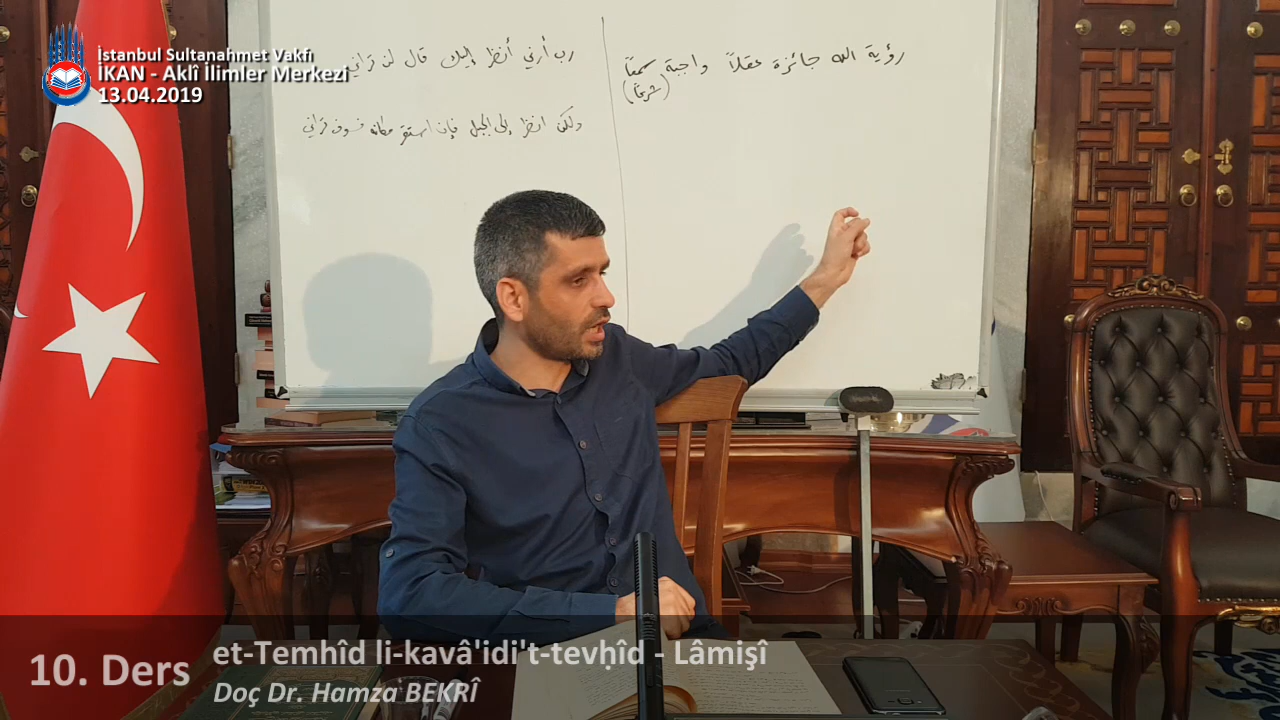 İstanbul Sultanahmet Vakfı
İKAN - Aklî İlimler Merkezi
13.04.2019
رؤية الله جائزة عقلاً واجبة سمعاً
(شرعاً)
رب أرني أنظر إليك قال لن تراني
ولكن انظر إلى الجبل فإن استقر مكانه فسوف تراني
10. Ders
et-Temhîd li-kavâ'idi't-tevḥîd - Lâmişî
Doç Dr. Hamza BEKRÎ